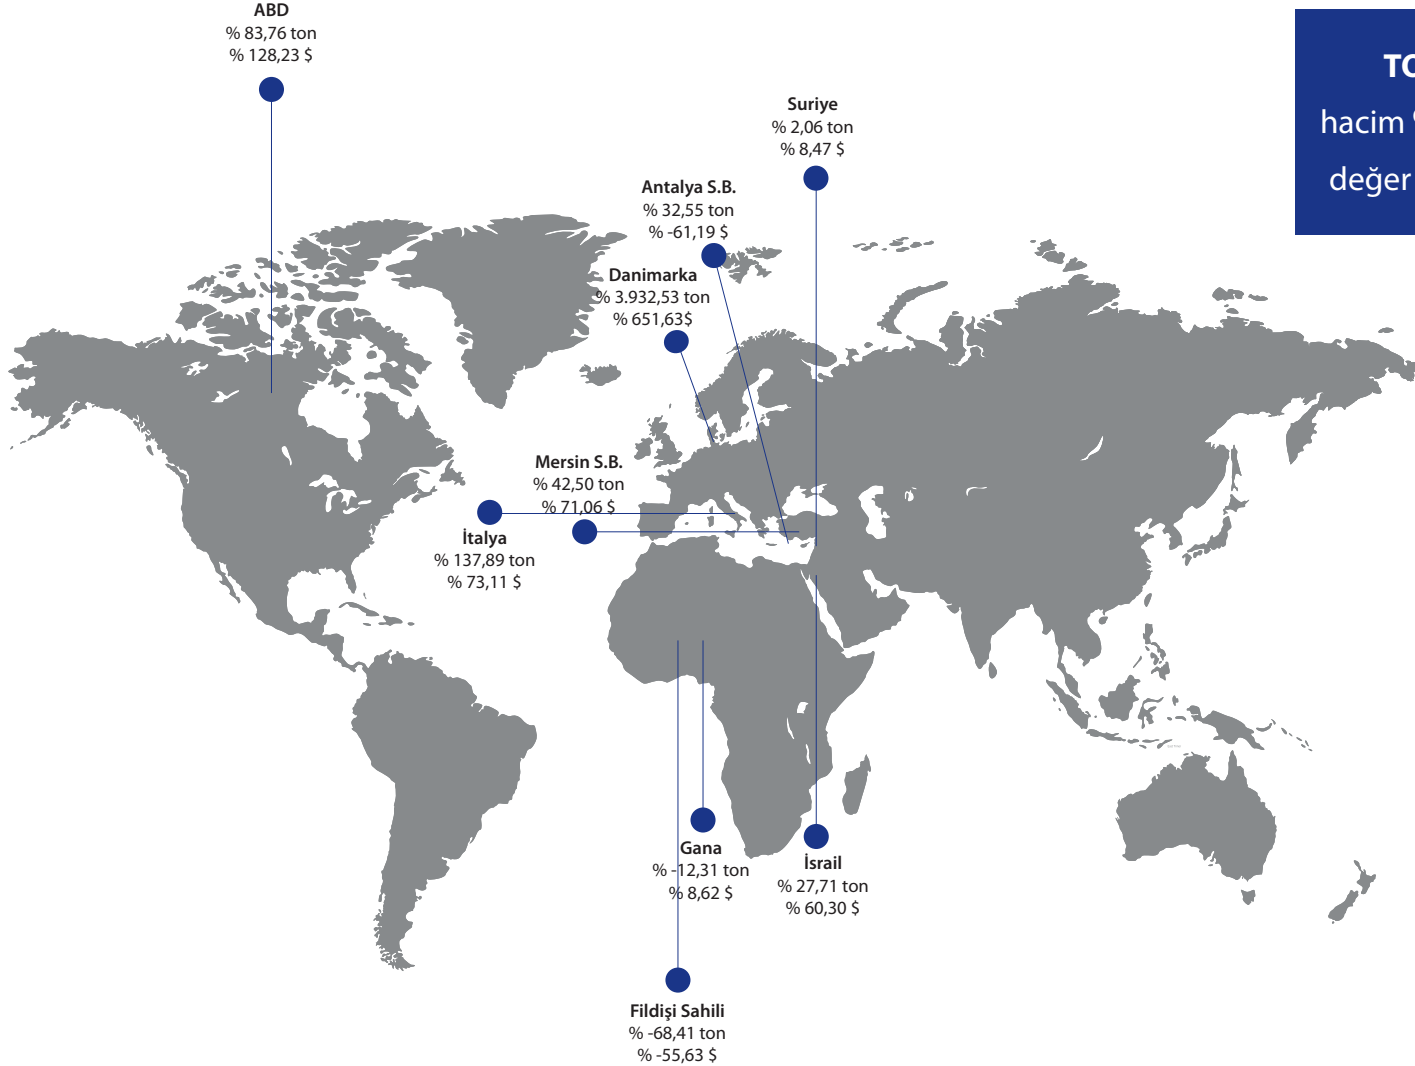 ABD
% 83,76 ton
% 128,23 $
hacim
değer
Suriye
% 2,06 ton
% 8,47 $
Antalya S.B.
% 32,55 ton
% -61,19 $
Danimarka
% 3.932,53 ton
% 651,63$
Mersin S.B.
% 42,50 ton
% 71,06 $
İtalya
% 137,89 ton
% 73,11 $
Gana
% -12,31 ton
% 8,62 $
İsrail
% 27,71 ton
% 60,30 $
Fildişi Sahili
% -68,41 ton
% -55,63 $